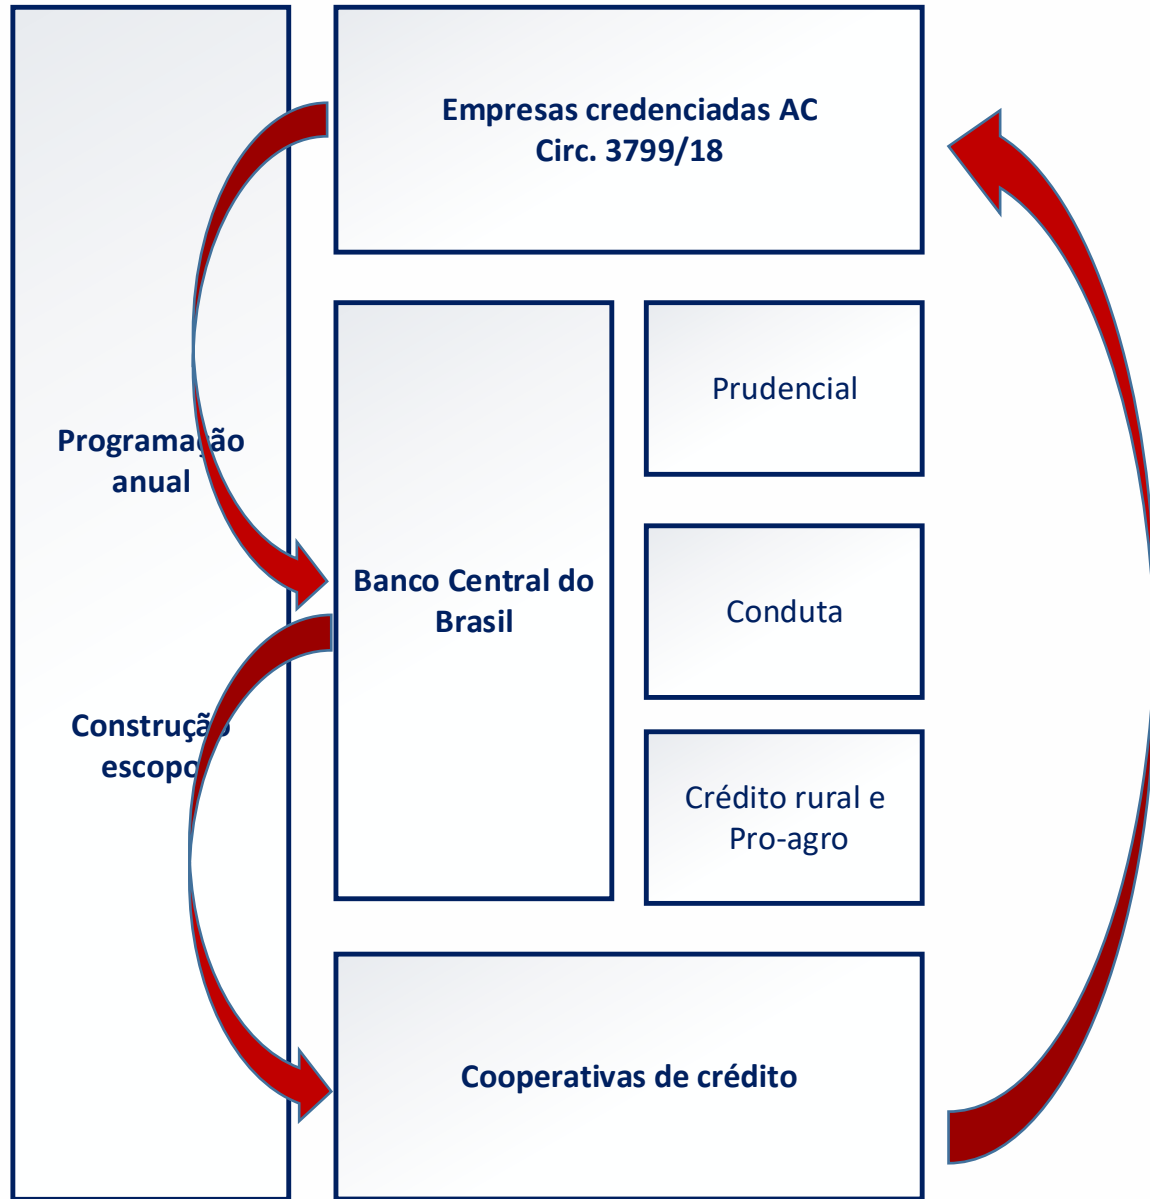 Empresas credenciadas AC
Circ. 3799/18
Programação
anual
Construção
escopo
Banco Central do
Brasil
Prudencial
Conduta
Crédito rural e
Pro-agro
Cooperativas de crédito